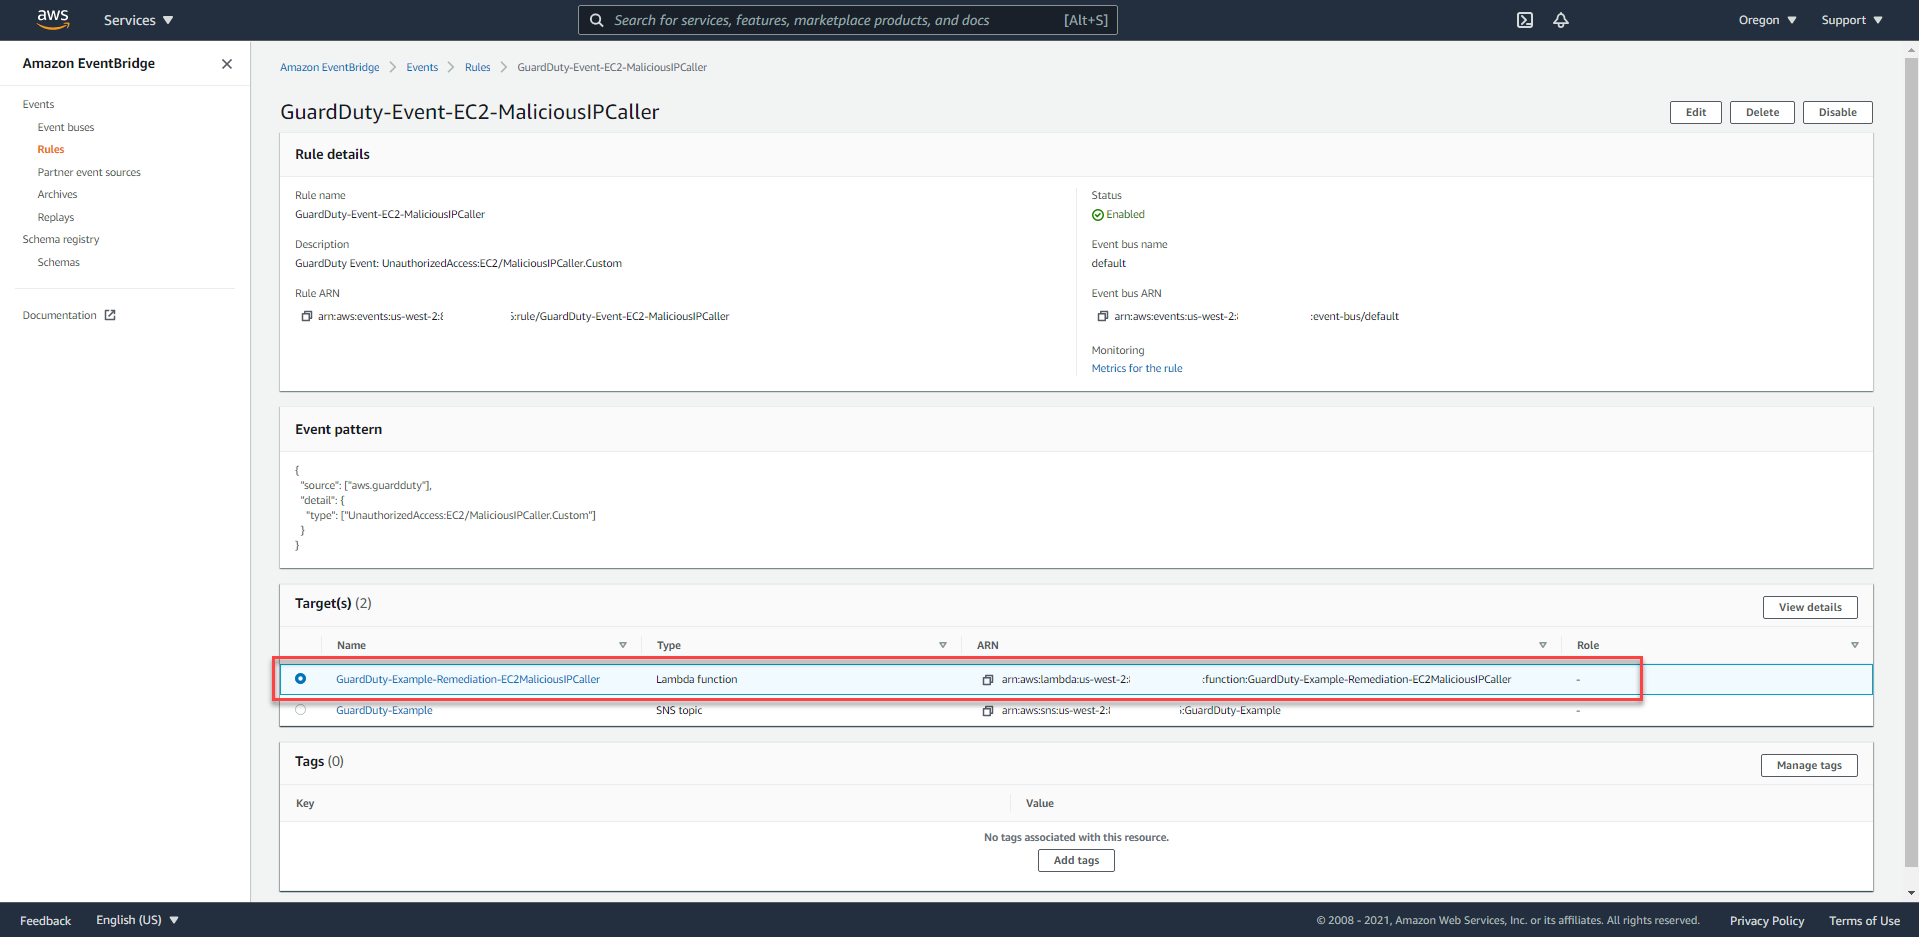 aws Services Search for services, features, marketplace products, and docs [Alt+S] Oregon Support
Amazon EventBridge
Events
Event buses
Rules
Partner event sources
Archives
Replays
Schema registry
Schemas
Documentation
Amazon EventBridge Events Rules GuardDuty-Event-EC2-MaliciousIPCaller
GuardDuty-Event-EC2-MaliciousIPCaller
Edit Delete Disable
Rule details
Rule name
GuardDuty-Event-EC2-MaliciousIPCaller
Description
GuardDuty Event: UnauthorizedAccess:EC2/MaliciousIPCaller.Custom
Rule ARN
arn:aws:events:us-west-2: :rule/GuardDuty-Event-EC2-MaliciousIPCaller
Status
Enabled
Event bus name
default
Event bus ARN
arn:aws:events:us-west-2: :event-bus/default
Monitoring
Metrics for the rule
Event pattern
{
"source": ["aws.guardduty"],
"detail": {
"type": ["UnauthorizedAccess:EC2/MaliciousIPCaller.Custom"]
}
}
Target(s) (2)
View details
Name Type ARN Role
GuardDuty-Example-Remediation-EC2MaliciousIPCaller Lambda function arn:aws:lambda:us-west-2: :function:GuardDuty-Example-Remediation-EC2MaliciousIPCaller -
GuardDuty-Example SNS topic arn:aws:sns:us-west-2: :GuardDuty-Example -
Tags (0)
Manage tags
Key Value
No tags associated with this resource.
Add tags
Feedback English (US) © 2008 - 2021, Amazon Web Services, Inc. or its affiliates. All rights reserved. Privacy Policy Terms of Use